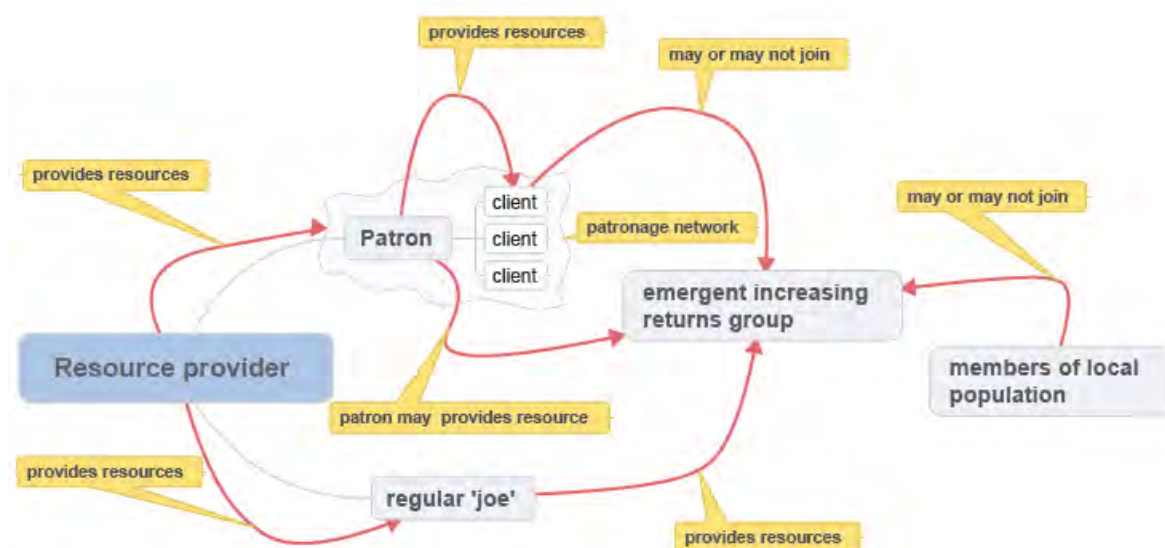 provides resources
may or may not join
provides resources
may or may not join
client
patronage network
Patron
client
client
emergent increasing
returns group
Resource provider
members of local
population
patron may  provides resource
provides resources
regular 'joe'
provides resources